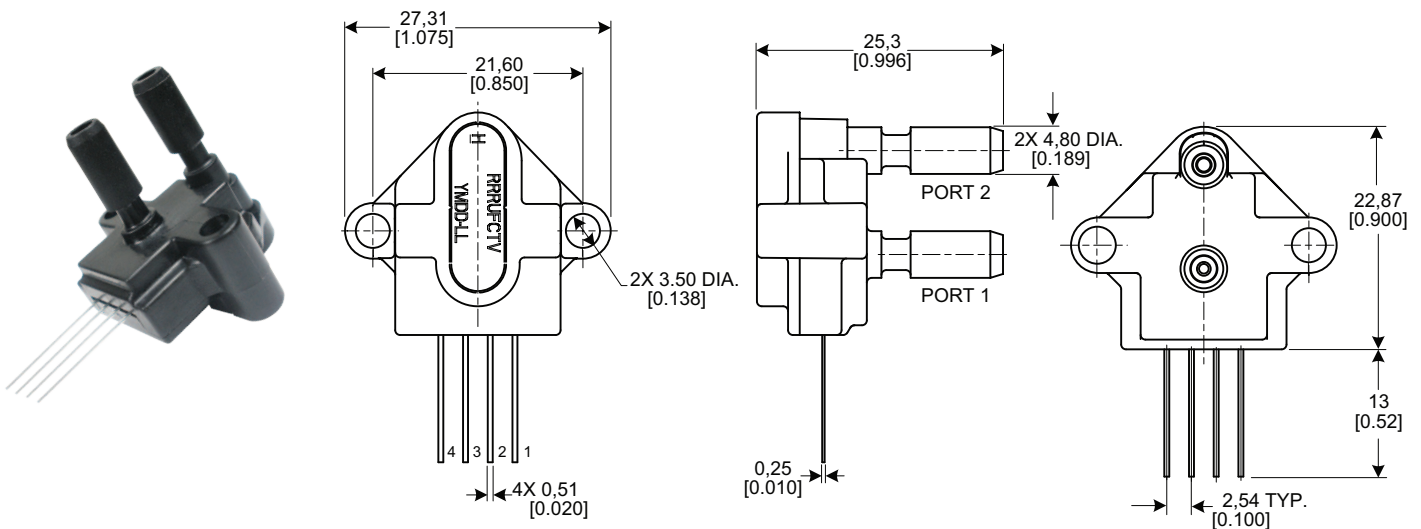 27,31
[1.075]
21,60
[0.850]
H
RRRUFCTV
YMDD-LL
2X 3.50 DIA.
[0.138]
4 3 2 1
4X 0,51
[0.020]
25,3
[0.996]
2X 4,80 DIA.
[0.189]
PORT 2
PORT 1
0,25
[0.010]
22,87
[0.900]
13
[0.52]
2,54 TYP.
[0.100]